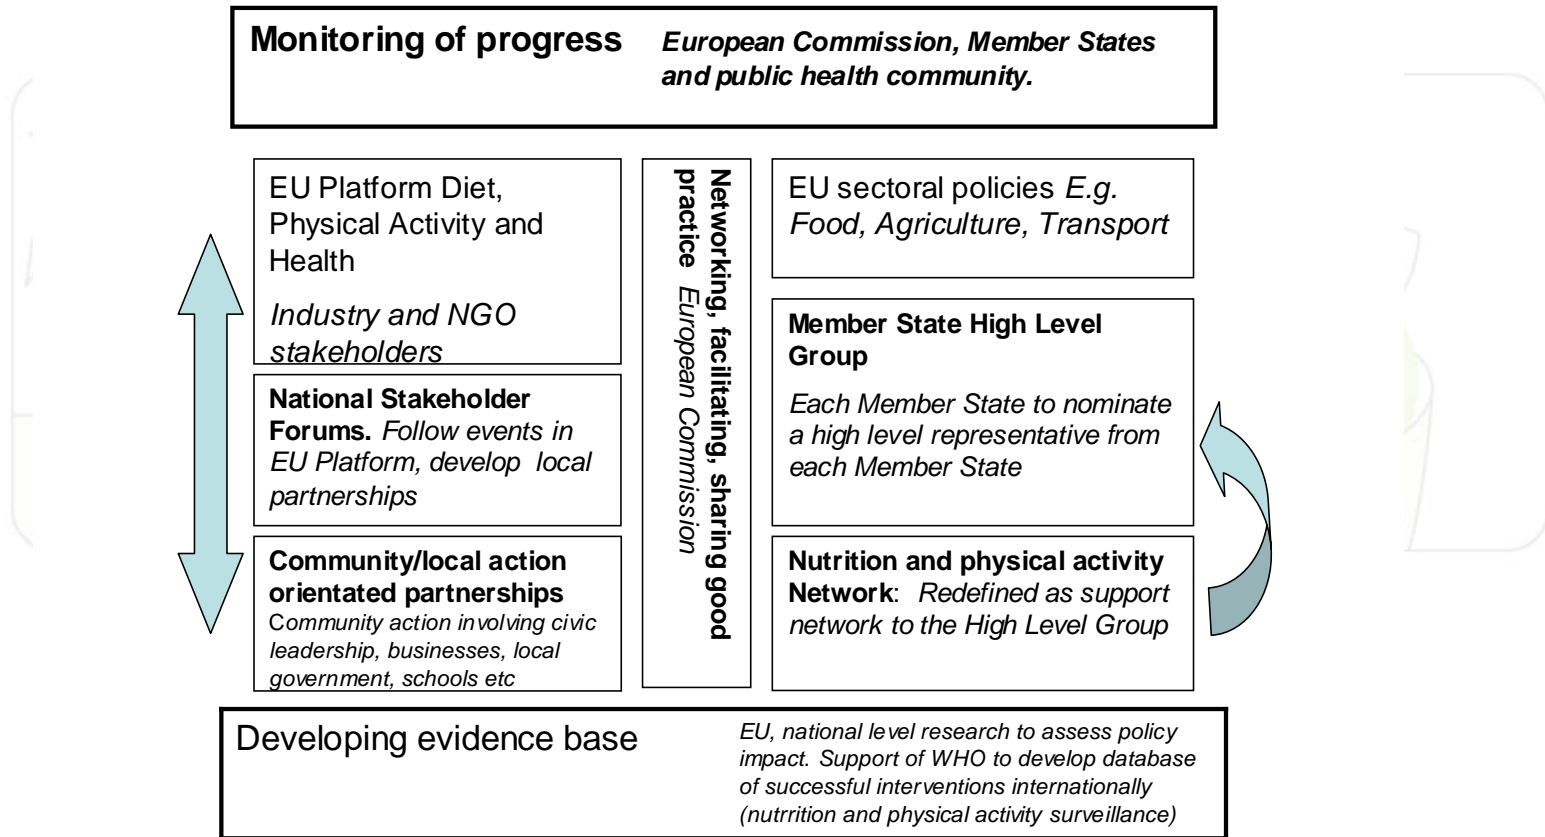 Monitoring of progress European Commission, Member States
and public health community.
EU Platform Diet,
Physical Activity and
Health
Industry and NGO
stakeholders
National Stakeholder
Forums. Follow events in
EU Platform, develop local
partnerships
Community/local action
orientated partnerships
Community action involving civic
leadership, businesses, local
government, schools etc
Networking, facilitating, sharing good
practice European Commission
EU sectoral policies E.g.
Food, Agriculture, Transport
Member State High Level
Group
Each Member State to nominate
a high level representative from
each Member State
Nutrition and physical activity
Network: Redefined as support
network to the High Level Group
Developing evidence base
EU, national level research to assess policy
impact. Support of WHO to develop database
of successful interventions internationally
(nutrrition and physical activity surveillance)